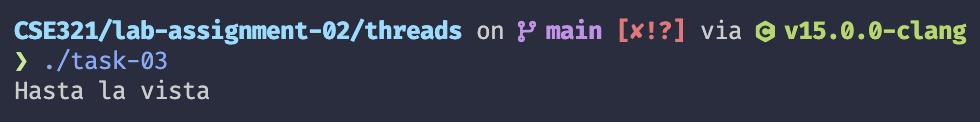 CSE321/lab-assignment-02/threads on main [✘!?] via C v15.0.0-clang
❯ ./task-03
Hasta la vista